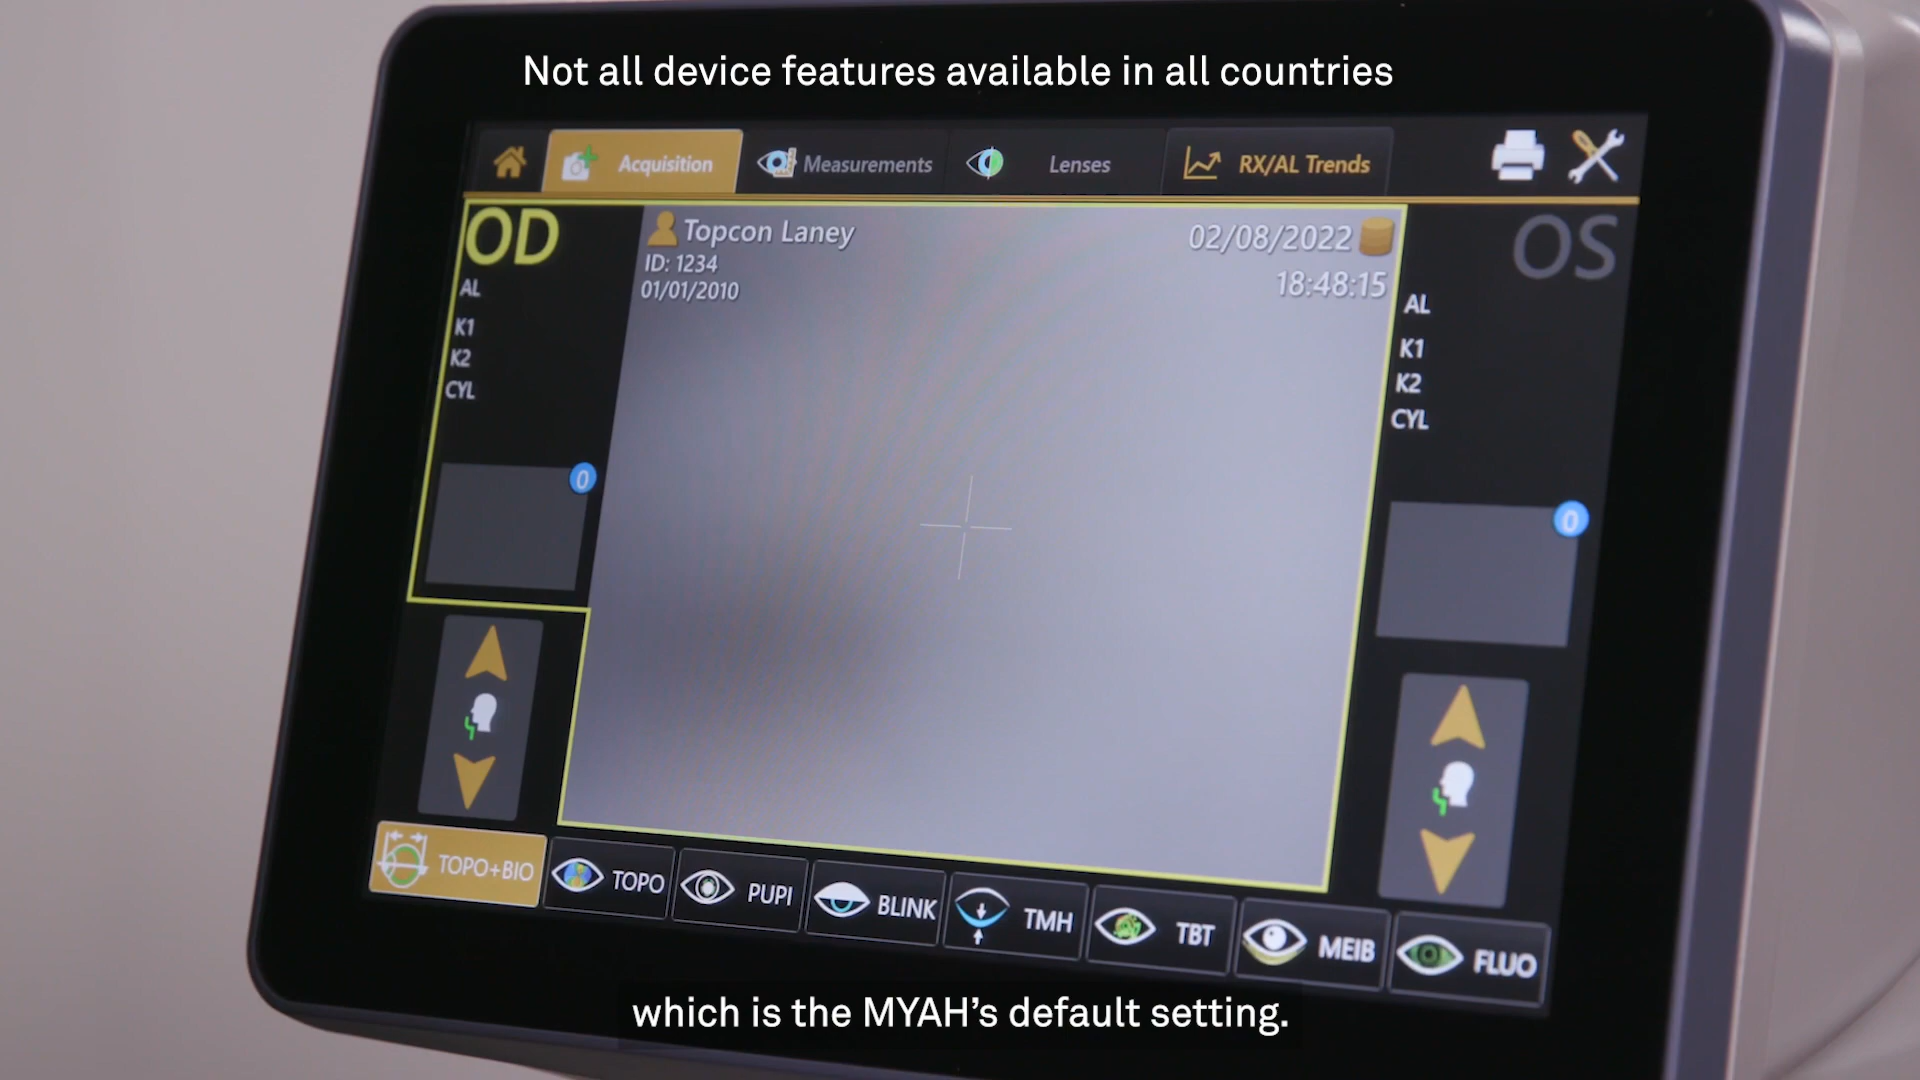 Not all device features available in all countries
Acquisition
Measurements
Lenses
RX/AL Trends
OD
Topcon Laney
ID: 1234
01/01/2010
02/08/2022
18:48:15
OS
AL
K1
K2
CYL
0
AL
K1
K2
CYL
0
TOPO+BIO
TOPO
PUPI
BLINK
TMH
TBT
MEIB
FLUO
which is the MYAH's default setting.